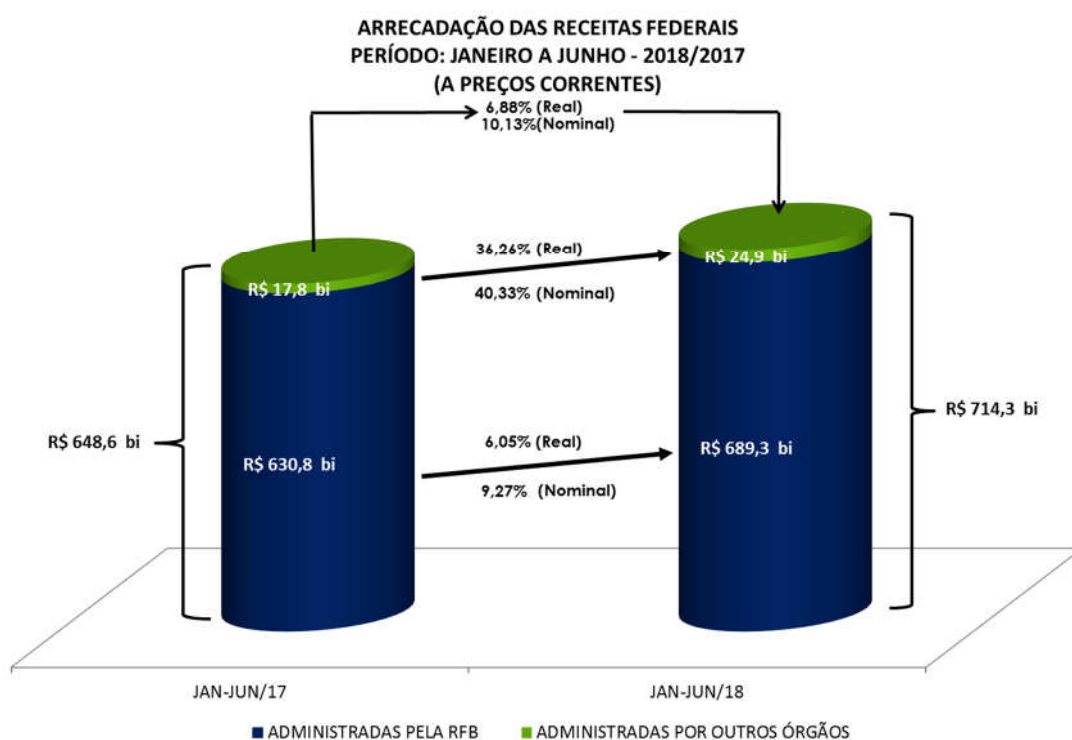 ARRECADAÇÃO DAS RECEITAS FEDERAIS
PERÍODO: JANEIRO A JUNHO - 2018/2017
(A PREÇOS CORRENTES)
6,88% (Real)
10,13%(Nominal)
36,26% (Real)
R$ 24,9 bi
R$ 17,8 bi
40,33% (Nominal)
R$ 648,6 bi
R$ 714,3 bi
6,05% (Real)
R$ 630,8 bi
R$ 689,3 bi
9,27% (Nominal)
JAN-JUN/17
JAN-JUN/18
ADMINISTRADAS PELA RFB
ADMINISTRADAS POR OUTROS ÓRGÃOS